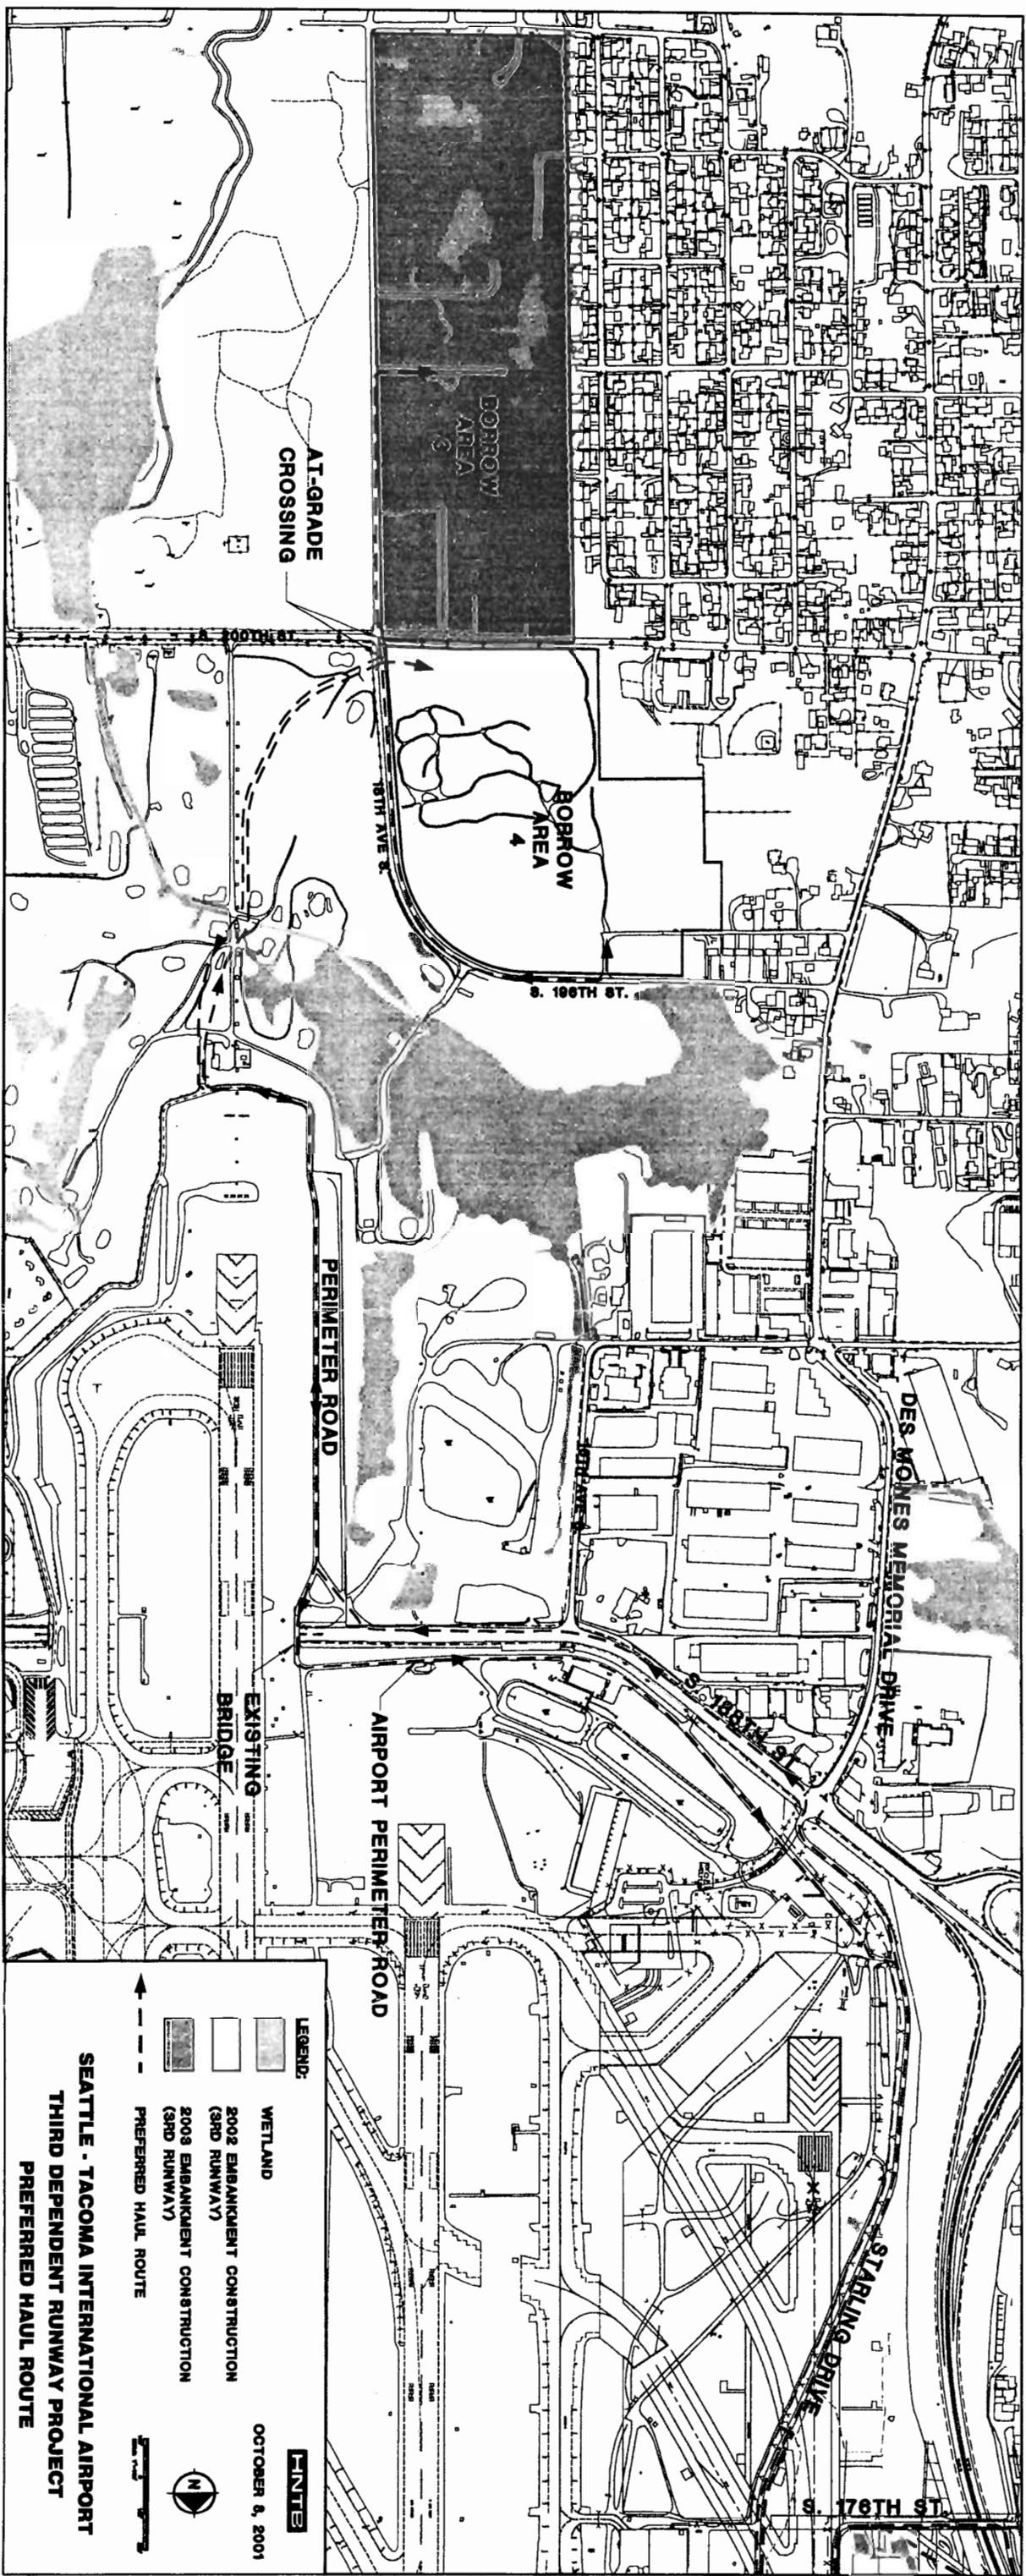 BORROW
AREA
3
AT-GRADE
CROSSING
S. 200TH ST.
18TH AVE S.
BORROW
AREA
4
S. 196TH ST.
PERIMETER ROAD
16TH AVE S.
DES MOINES MEMORIAL DRIVE
S. 188TH ST.
EXISTING
BRIDGE
AIRPORT PERIMETER ROAD
STARLING DRIVE
S. 176TH ST.
LEGEND:
WETLAND
2002 EMBANKMENT CONSTRUCTION
(3RD RUNWAY)
2003 EMBANKMENT CONSTRUCTION
(3RD RUNWAY)
PREFERRED HAUL ROUTE
HNTB
OCTOBER 8, 2001
N
SEATTLE - TACOMA INTERNATIONAL AIRPORT
THIRD DEPENDENT RUNWAY PROJECT
PREFERRED HAUL ROUTE